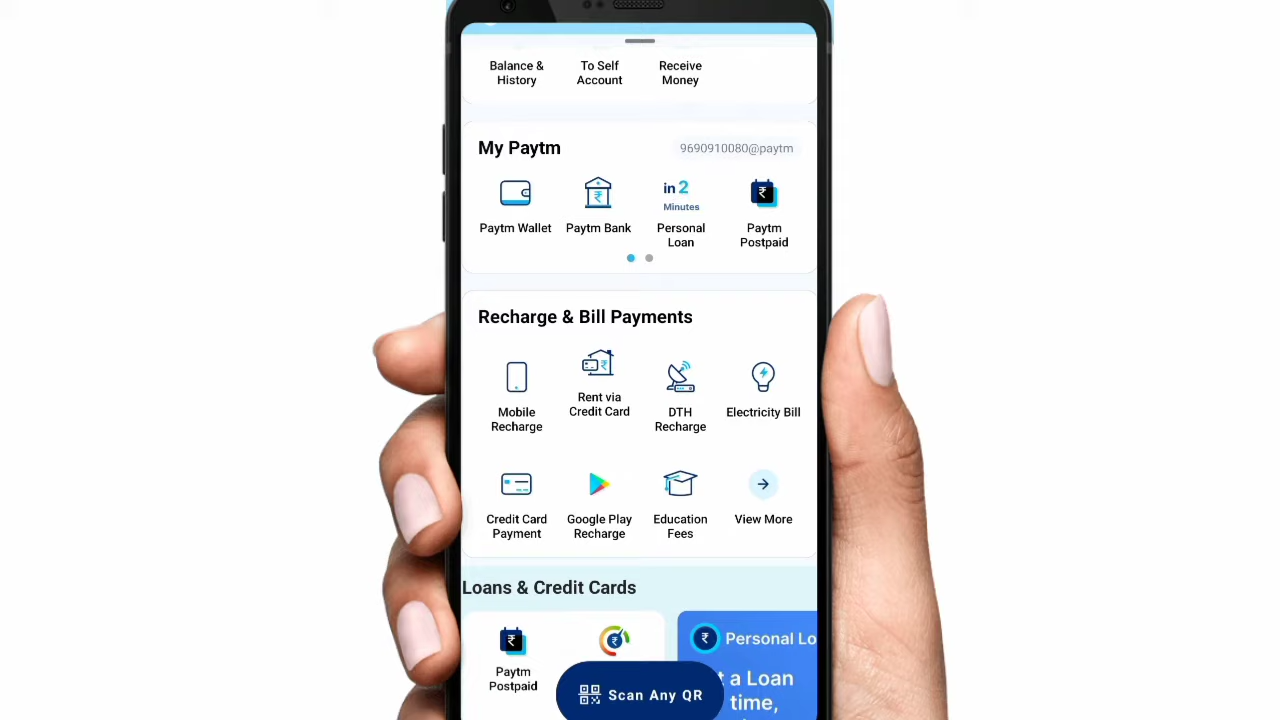 Balance &
History
To Self
Account
Receive
Money
My Paytm
9690910080@paytm
Paytm Wallet
Paytm Bank
in 2
Minutes
Personal
Loan
Paytm
Postpaid
Recharge & Bill Payments
Mobile
Recharge
Rent via
Credit Card
DTH
Recharge
Electricity Bill
Credit Card
Payment
Google Play
Recharge
Education
Fees
View More
Loans & Credit Cards
Paytm
Postpaid
Personal Lo
a Loan
time,
Scan Any QR